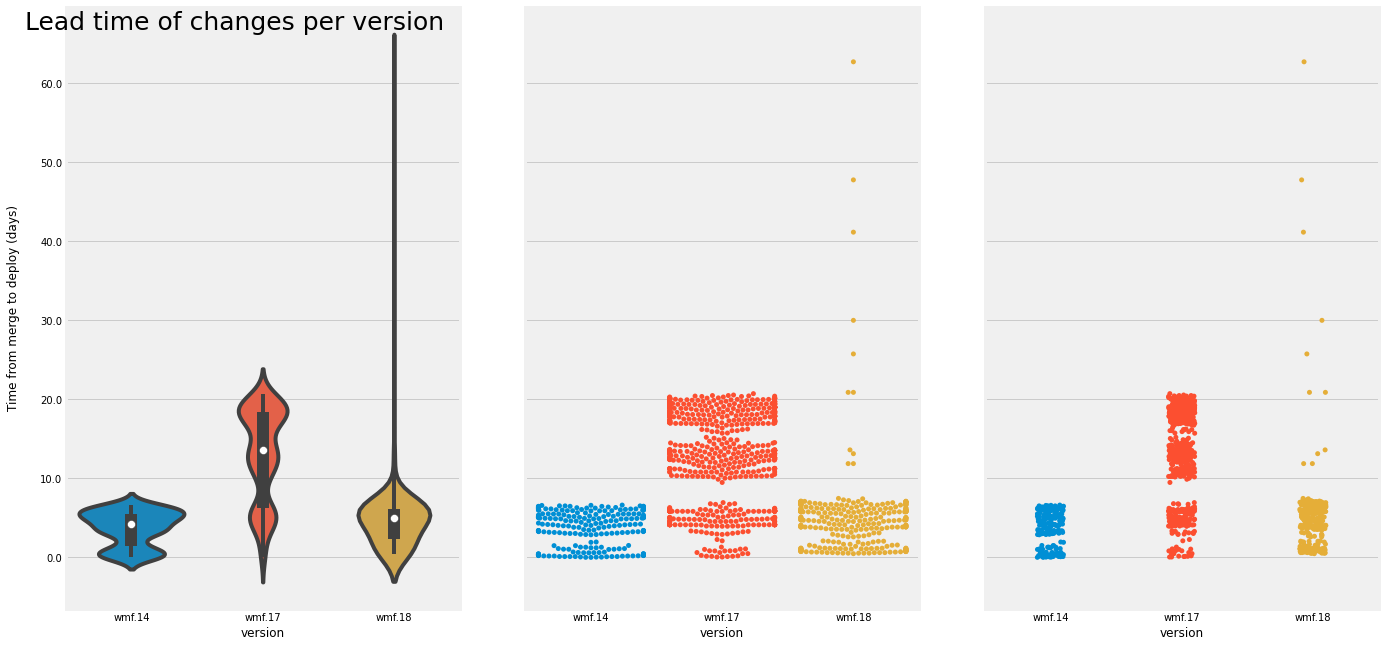 Lead time of changes per version
Time from merge to deploy (days)
60.0
50.0
40.0
30.0
20.0
10.0
0.0
wmf.14 wmf.17 wmf.18
version
wmf.14 wmf.17 wmf.18
version
wmf.14 wmf.17 wmf.18
version